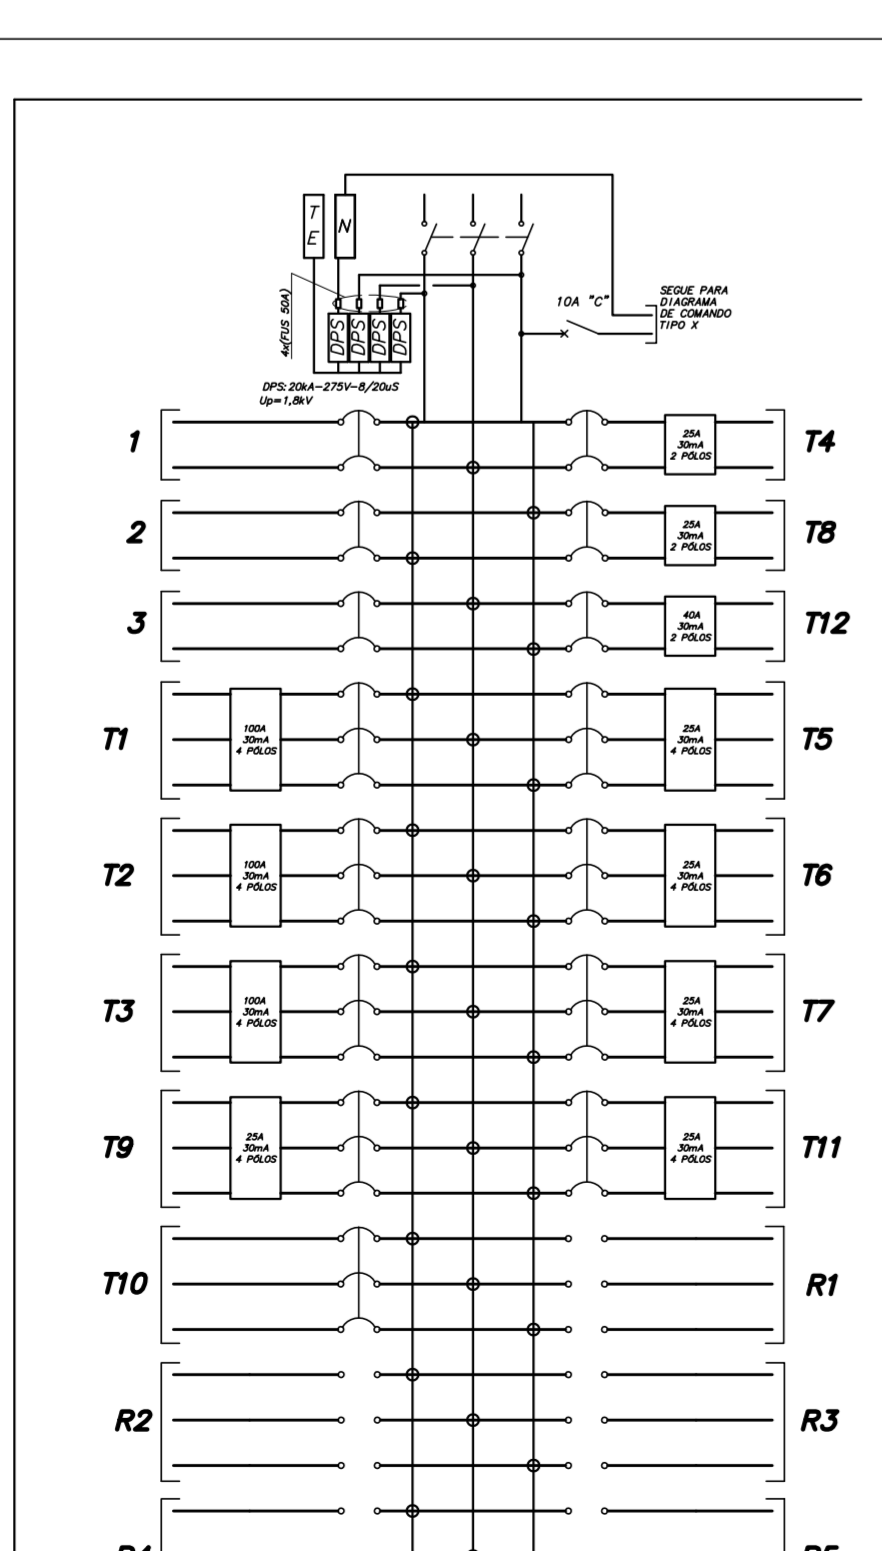 T
E
N
4x(FUS 50A)
DPS
DPS
DPS
DPS
DPS: 20kA-275V-8/20uS
Up=1,8kV
10A "C"
SEGUE PARA
DIAGRAMA
DE COMANDO
TIPO X
1
25A
30mA
2 PÓLOS
T4
2
25A
30mA
2 PÓLOS
T8
3
40A
30mA
2 PÓLOS
T12
T1
100A
30mA
4 PÓLOS
25A
30mA
4 PÓLOS
T5
T2
100A
30mA
4 PÓLOS
25A
30mA
4 PÓLOS
T6
T3
100A
30mA
4 PÓLOS
25A
30mA
4 PÓLOS
T7
T9
25A
30mA
4 PÓLOS
25A
30mA
4 PÓLOS
T11
T10
R1
R2
R3